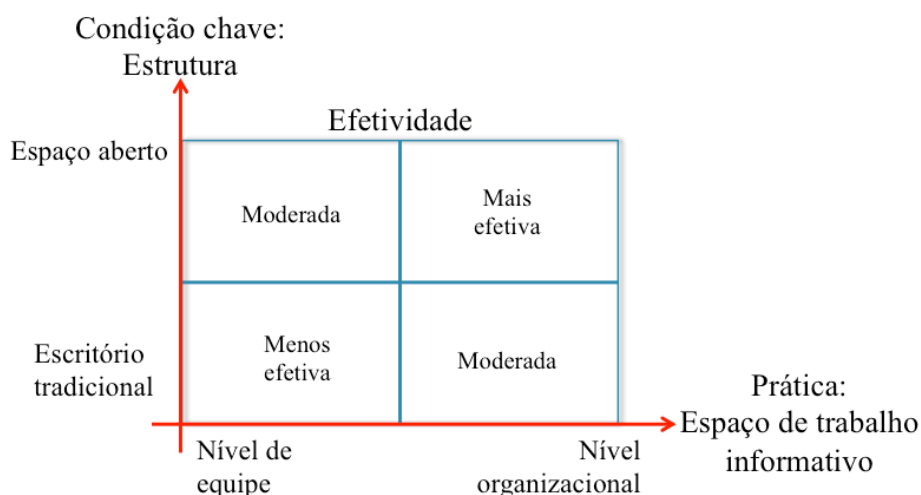 Condição chave:
Estrutura
Efetividade
Espaço aberto
Moderada
Mais
efetiva
Escritório
tradicional
Menos
efetiva
Moderada
Prática:
Espaço de trabalho
informativo
Nível de
equipe
Nível
organizacional